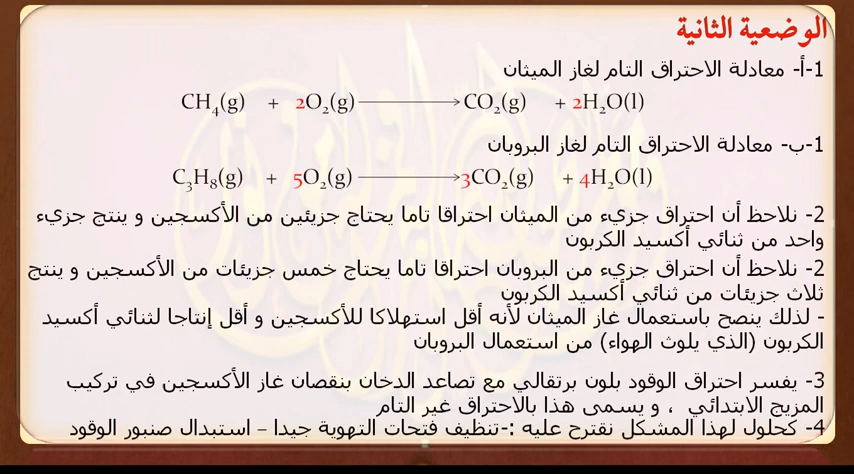 الوضعية الثانية
1-أ- معادلة الاحتراق التام لغاز الميثان
CH₄(g) + 2O₂(g) ⟶ CO₂(g) + 2H₂O(l)
1-ب- معادلة الاحتراق التام لغاز البروبان
C₃H₈(g) + 5O₂(g) ⟶ 3CO₂(g) + 4H₂O(l)
2- نلاحظ أن احتراق جزيء من الميثان احتراقا تاما يحتاج جزيئين من الأكسجين و ينتج جزيء
واحد من ثنائي أكسيد الكربون
2- نلاحظ أن احتراق جزيء من البروبان احتراقا تاما يحتاج خمس جزيئات من الأكسجين و ينتج
ثلاث جزيئات من ثنائي أكسيد الكربون
- لذلك ينصح باستعمال غاز الميثان لأنه أقل استهلاكا للأكسجين و أقل إنتاجا لثنائي أكسيد
الكربون (الذي يلوث الهواء) من استعمال البروبان
3- يفسر احتراق الوقود بلون برتقالي مع تصاعد الدخان بنقصان غاز الأكسجين في تركيب
المزيج الابتدائي ، و يسمى هذا بالاحتراق غير التام
4- كحلول لهذا المشكل نقترح عليه :-تنظيف فتحات التهوية جيدا – استبدال صنبور الوقود